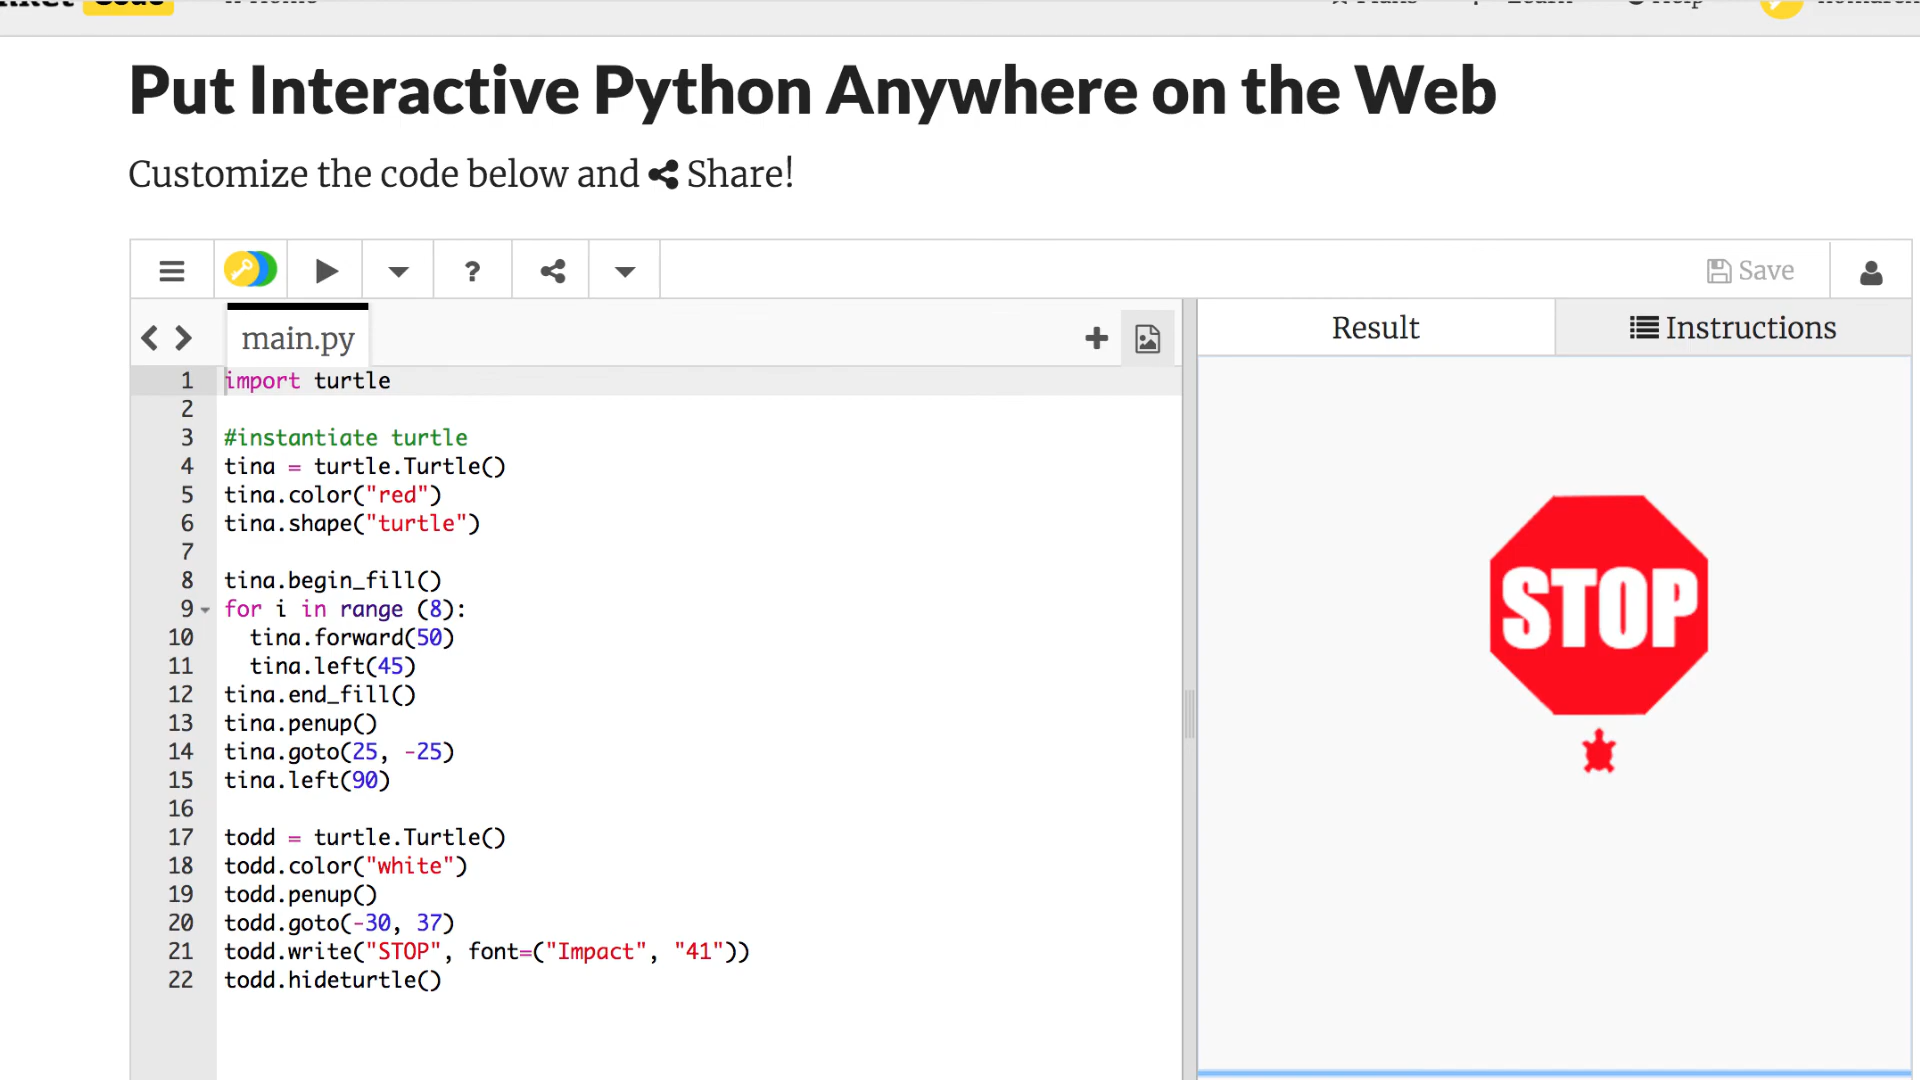 Put Interactive Python Anywhere on the Web
Customize the code below and Share!
?
Save
main.py
+
Result
Instructions
1 import turtle
2
3 #instantiate turtle
4 tina = turtle.Turtle()
5 tina.color("red")
6 tina.shape("turtle")
7
8 tina.begin_fill()
9 for i in range (8):
10 tina.forward(50)
11 tina.left(45)
12 tina.end_fill()
13 tina.penup()
14 tina.goto(25, -25)
15 tina.left(90)
16
17 todd = turtle.Turtle()
18 todd.color("white")
19 todd.penup()
20 todd.goto(-30, 37)
21 todd.write("STOP", font=("Impact", "41"))
22 todd.hideturtle()
STOP